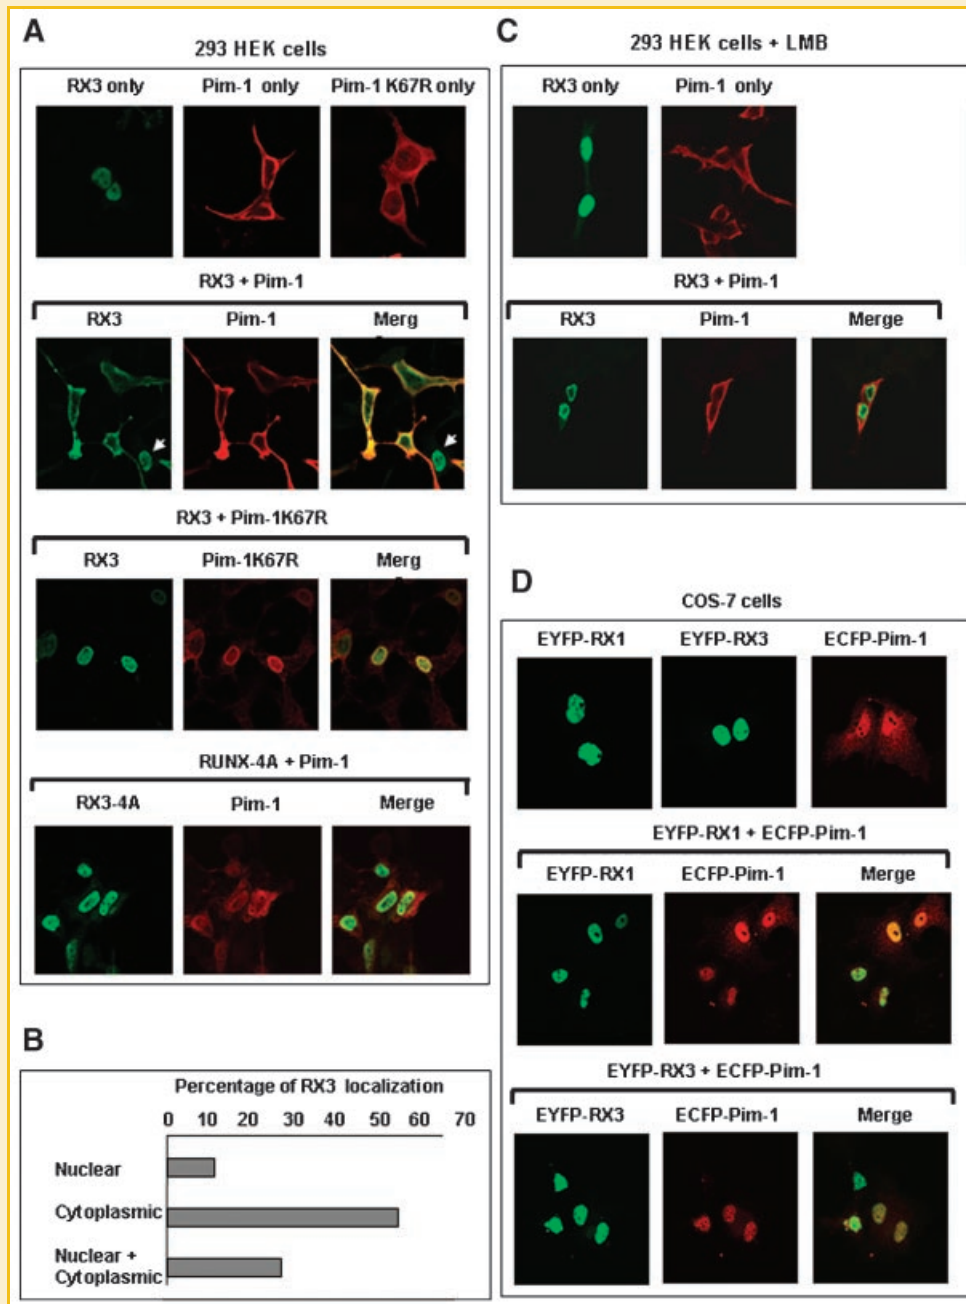 A
293 HEK cells
RX3 only Pim-1 only Pim-1 K67R only
RX3 + Pim-1
RX3 Pim-1 Merg
RX3 + Pim-1K67R
RX3 Pim-1K67R Merg
RUNX-4A + Pim-1
RX3-4A Pim-1 Merge
B
Percentage of RX3 localization
0 10 20 30 40 50 60 70
Nuclear
Cytoplasmic
Nuclear +
Cytoplasmic
C
293 HEK cells + LMB
RX3 only Pim-1 only
RX3 + Pim-1
RX3 Pim-1 Merge
D
COS-7 cells
EYFP-RX1 EYFP-RX3 ECFP-Pim-1
EYFP-RX1 + ECFP-Pim-1
EYFP-RX1 ECFP-Pim-1 Merge
EYFP-RX3 + ECFP-Pim-1
EYFP-RX3 ECFP-Pim-1 Merge